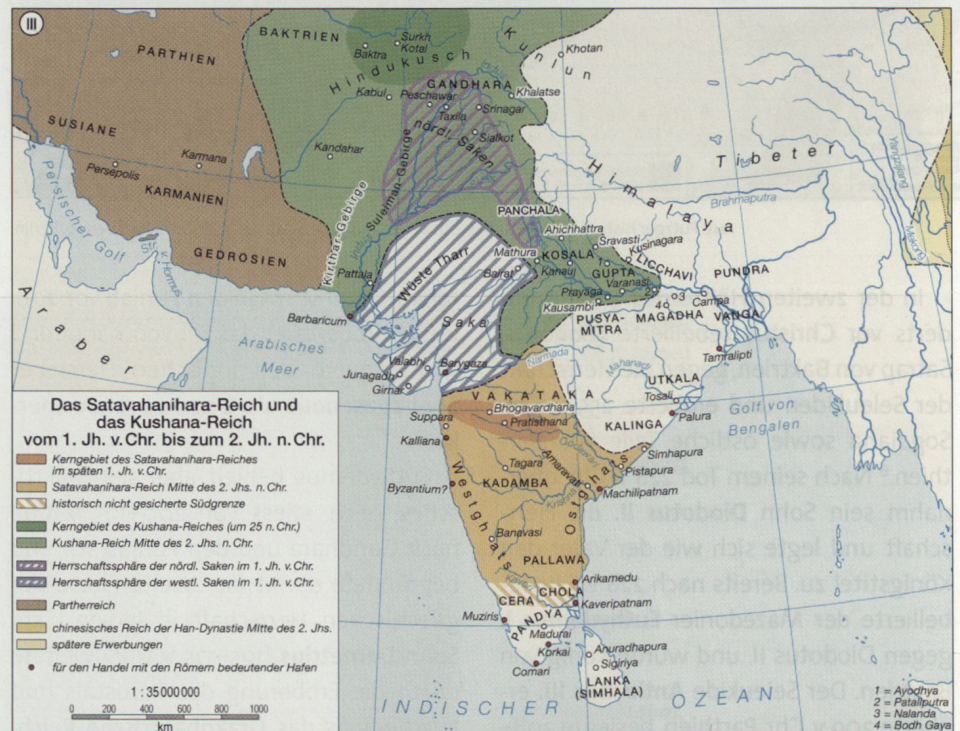 III
BAKTRIEN
Surkh
Kotal
Baktra
Hindukusch
Kunlun
Khotan
PARTHIEN
GANDHARA
Kabul
Peschawar
Khalatse
Taxila
Srinagar
nördl. Saken
Sialkot
SUSIANE
Kandahar
Karmana
Persepolis
KARMANIEN
Suleiman-Gebirge
Himalaya
Tibeter
Yangzijiang
Mekong
Persischer Golf
Str. v. Hormus
GEDROSIEN
Kirthar-Gebirge
Indus
PANCHALA
Brahmaputra
Ahichhattra
Mathura
KOSALA
Sravasti
Kusinagara
LICCHAVI
PUNDRA
Wüste Tharr
Pattala
Bairat
Kanauj
GUPTA
Varanasi
Prayaga
Kausambi
Campa
PUSYA-
MITRA
MAGADHA
VANGA
Barbaricum
Saka
Araber
Arabisches
Meer
Valabhi
Barygaza
Junagadh
Girnar
Narmada
Mahanadi
Tamralipti
UTKALA
Tosali
Palura
Golf von
Bengalen
VAKATAKA
Bhogavardhana
Suppara
Pratisthana
KALINGA
Kalliana
Godavari
Simhapura
Tagara
Amaravati
Pistapura
Byzantium?
KADAMBA
Krishna
Machilipatnam
Westghats
Ostghats
Banavasi
PALLAWA
Arikamedu
CHOLA
CERA
Kaveripatnam
Muziris
PANDYA
Madurai
Korkai
Anuradhapura
Comari
Sigiriya
LANKA
(SIMHALA)
INDISCHER OZEAN
1 = Ayodhya
2 = Pataliputra
3 = Nalanda
4 = Bodh Gaya
Das Satavahanihara-Reich und
das Kushana-Reich
vom 1. Jh. v.Chr. bis zum 2. Jh. n.Chr.
Kerngebiet des Satavahanihara-Reiches
im späten 1. Jh. v.Chr.
Satavahanihara-Reich Mitte des 2. Jhs. n.Chr.
historisch nicht gesicherte Südgrenze
Kerngebiet des Kushana-Reiches (um 25 n.Chr.)
Kushana-Reich Mitte des 2. Jhs. n.Chr.
Herrschaftssphäre der nördl. Saken im 1. Jh. v.Chr.
Herrschaftssphäre der westl. Saken im 1. Jh. v.Chr.
Partherreich
chinesisches Reich der Han-Dynastie Mitte des 2. Jhs.
spätere Erwerbungen
für den Handel mit den Römern bedeutender Hafen
1 : 35000000
0 200 400 600 800 1000
km